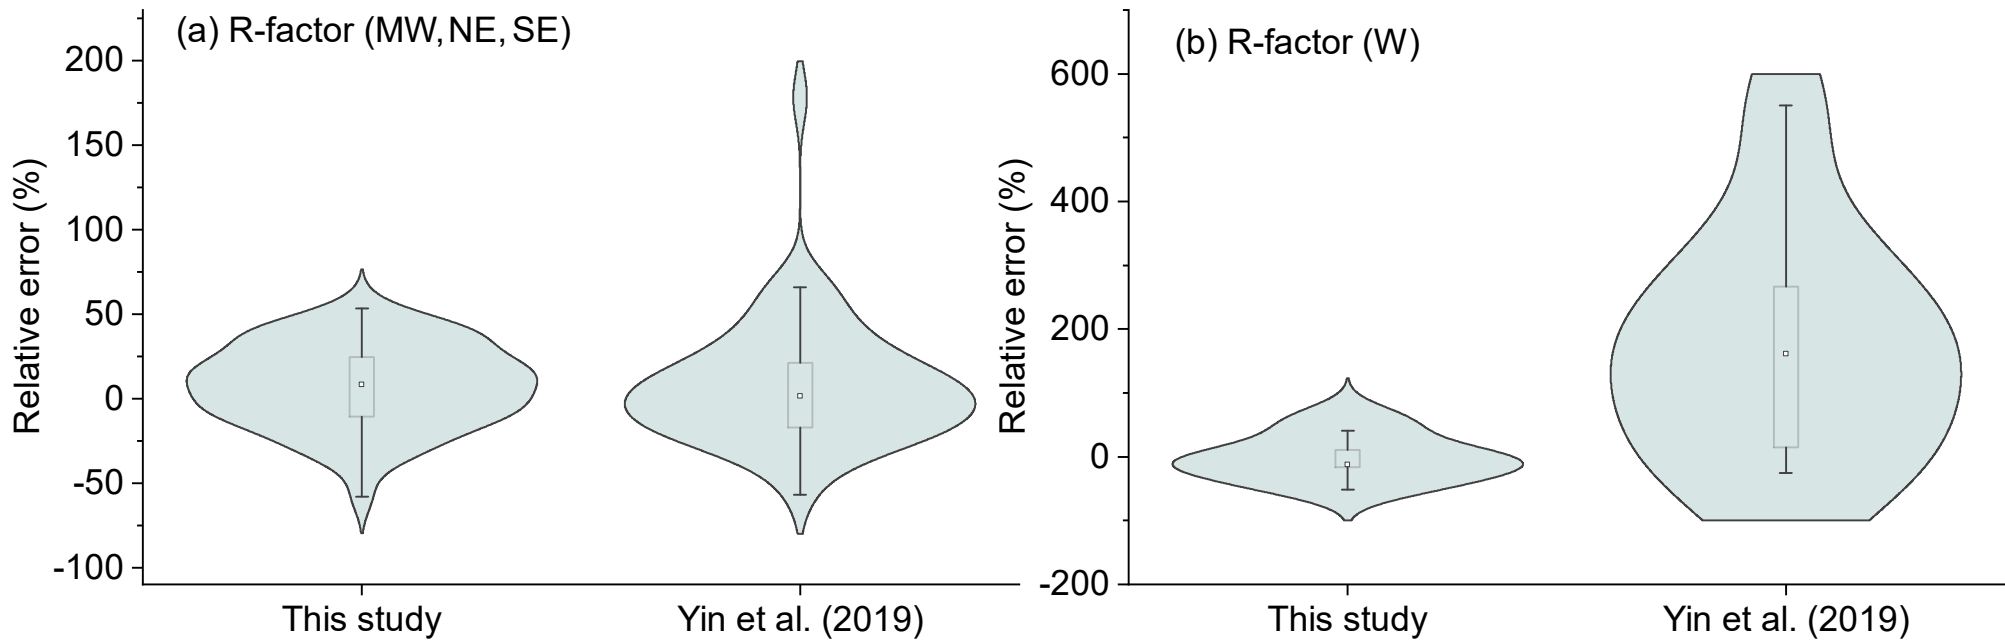 (a) R-factor (MW, NE, SE)
Relative error (%)
200
150
100
50
0
-50
-100
This study
Yin et al. (2019)
(b) R-factor (W)
Relative error (%)
600
400
200
0
-200
This study
Yin et al. (2019)